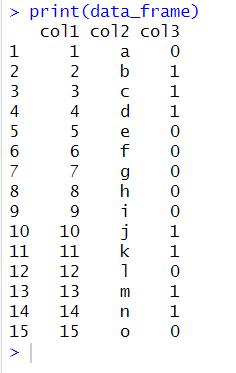 > print(data_frame)
col1 col2 col3
1 1 a 0
2 2 b 1
3 3 c 1
4 4 d 1
5 5 e 0
6 6 f 0
7 7 g 0
8 8 h 0
9 9 i 0
10 10 j 1
11 11 k 1
12 12 l 0
13 13 m 1
14 14 n 1
15 15 o 0
>